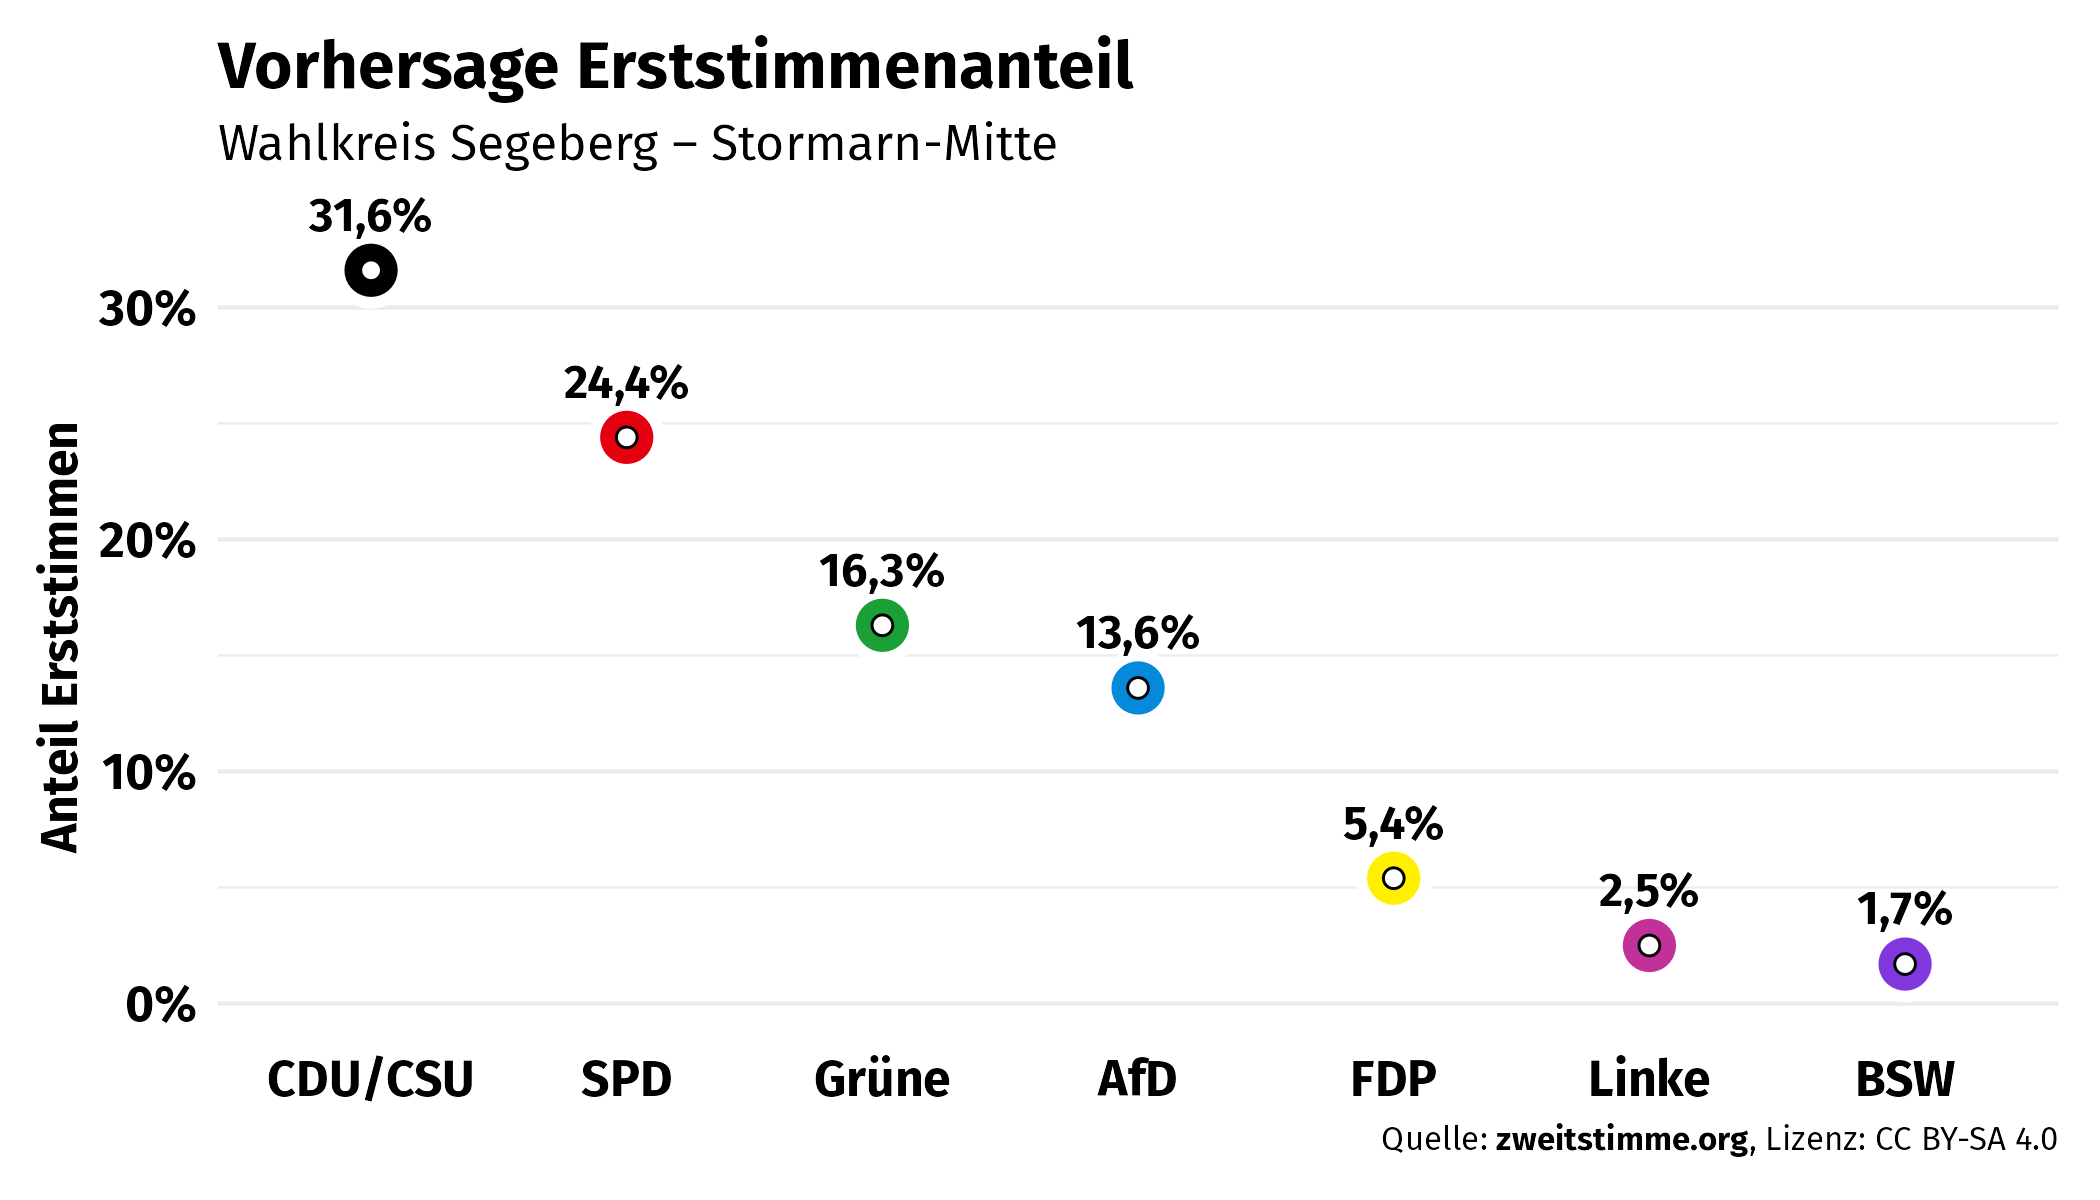 Vorhersage Erststimmenanteil
Wahlkreis Segeberg – Stormarn-Mitte
31,6%
30%
24,4%
20%
16,3%
13,6%
10%
5,4%
2,5%
1,7%
0%
Anteil Erststimmen
CDU/CSU SPD Grüne AfD FDP Linke BSW
Quelle: zweitstimme.org, Lizenz: CC BY-SA 4.0